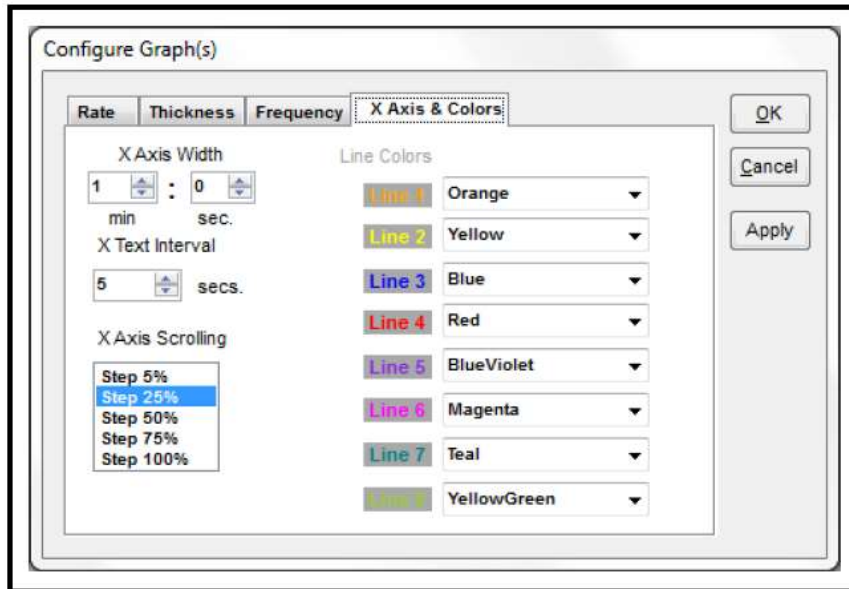 Configure Graph(s)
Rate
Thickness
Frequency
X Axis & Colors
OK
Cancel
Apply
X Axis Width
1 : 0
min sec.
X Text Interval
5 secs.
X Axis Scrolling
Step 5%
Step 25%
Step 50%
Step 75%
Step 100%
Line Colors
Line 1 Orange
Line 2 Yellow
Line 3 Blue
Line 4 Red
Line 5 BlueViolet
Line 6 Magenta
Line 7 Teal
Line 8 YellowGreen